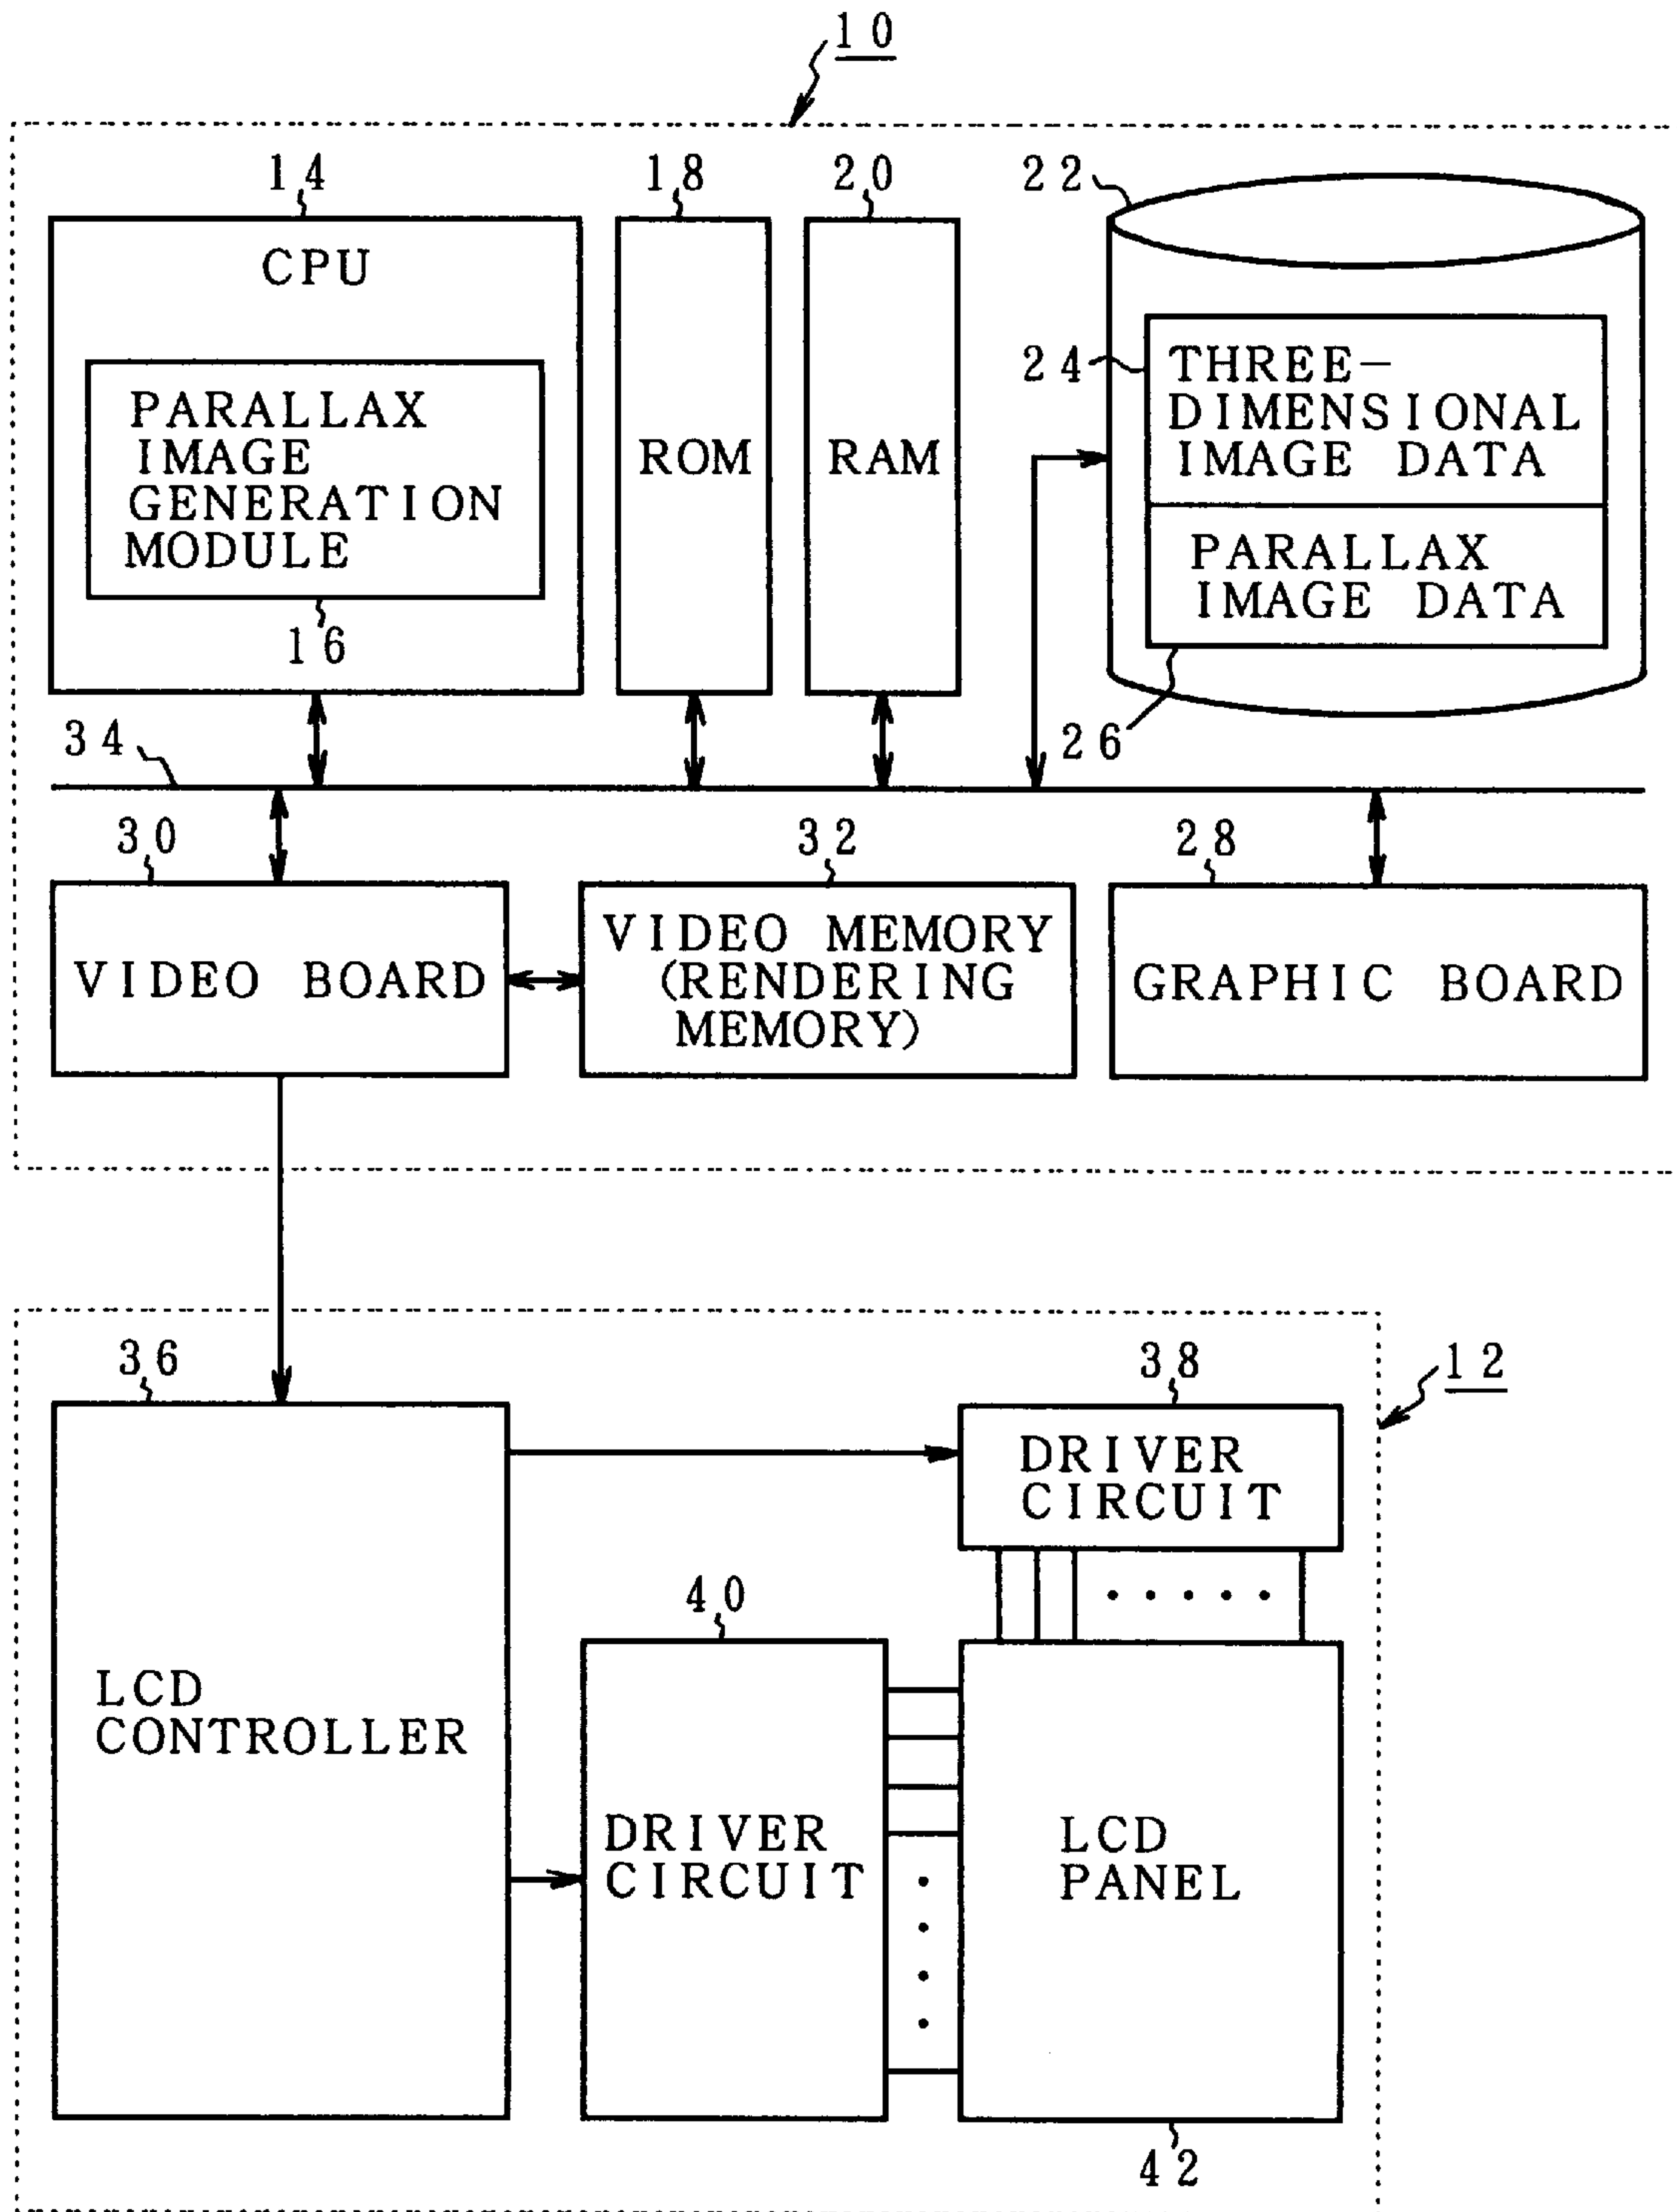 10
14
18
20
22
CPU
PARALLAX
IMAGE
GENERATION
MODULE
16
ROM
RAM
24
THREE-
DIMENSIONAL
IMAGE DATA
PARALLAX
IMAGE DATA
26
34
30
32
28
VIDEO BOARD
VIDEO MEMORY
(RENDERING
MEMORY)
GRAPHIC BOARD
36
38
12
DRIVER
CIRCUIT
40
LCD
CONTROLLER
DRIVER
CIRCUIT
LCD
PANEL
42